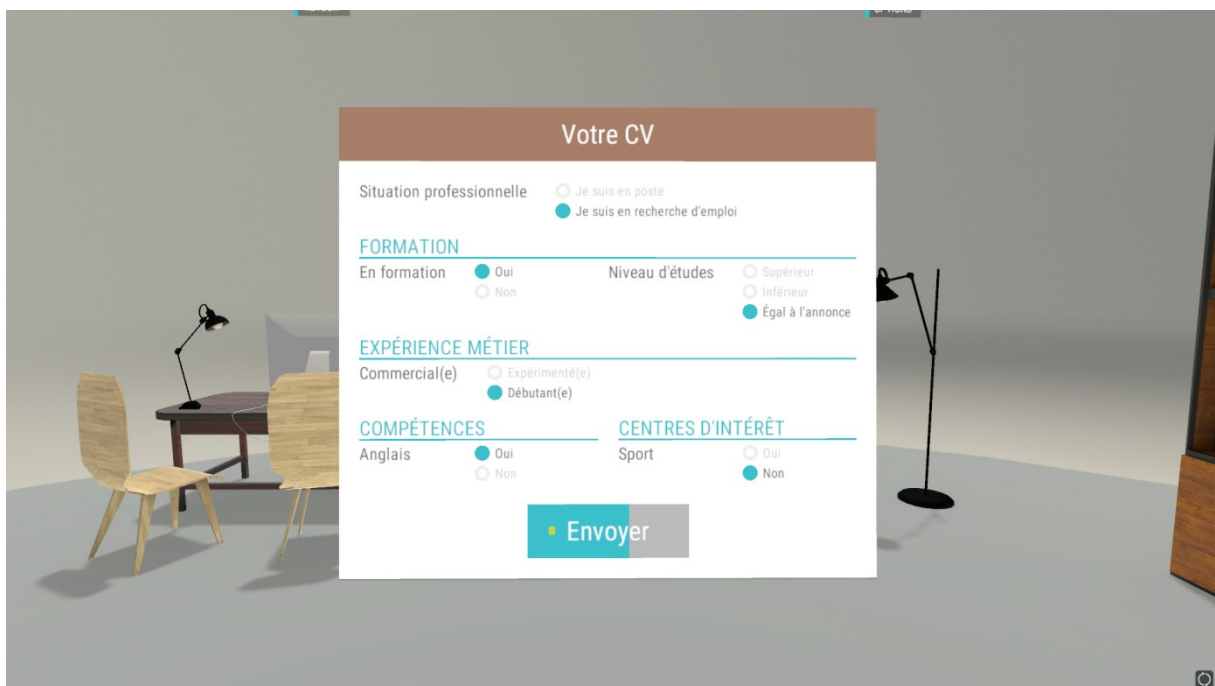 Votre CV
Situation professionnelle
Je suis en poste
Je suis en recherche d'emploi
FORMATION
En formation
Oui
Non
Niveau d'études
Supérieur
Inférieur
Égal à l'annonce
EXPÉRIENCE MÉTIER
Commercial(e)
Expérimenté(e)
Débutant(e)
COMPÉTENCES
Anglais
Oui
Non
CENTRES D'INTÉRÊT
Sport
Oui
Non
Envoyer